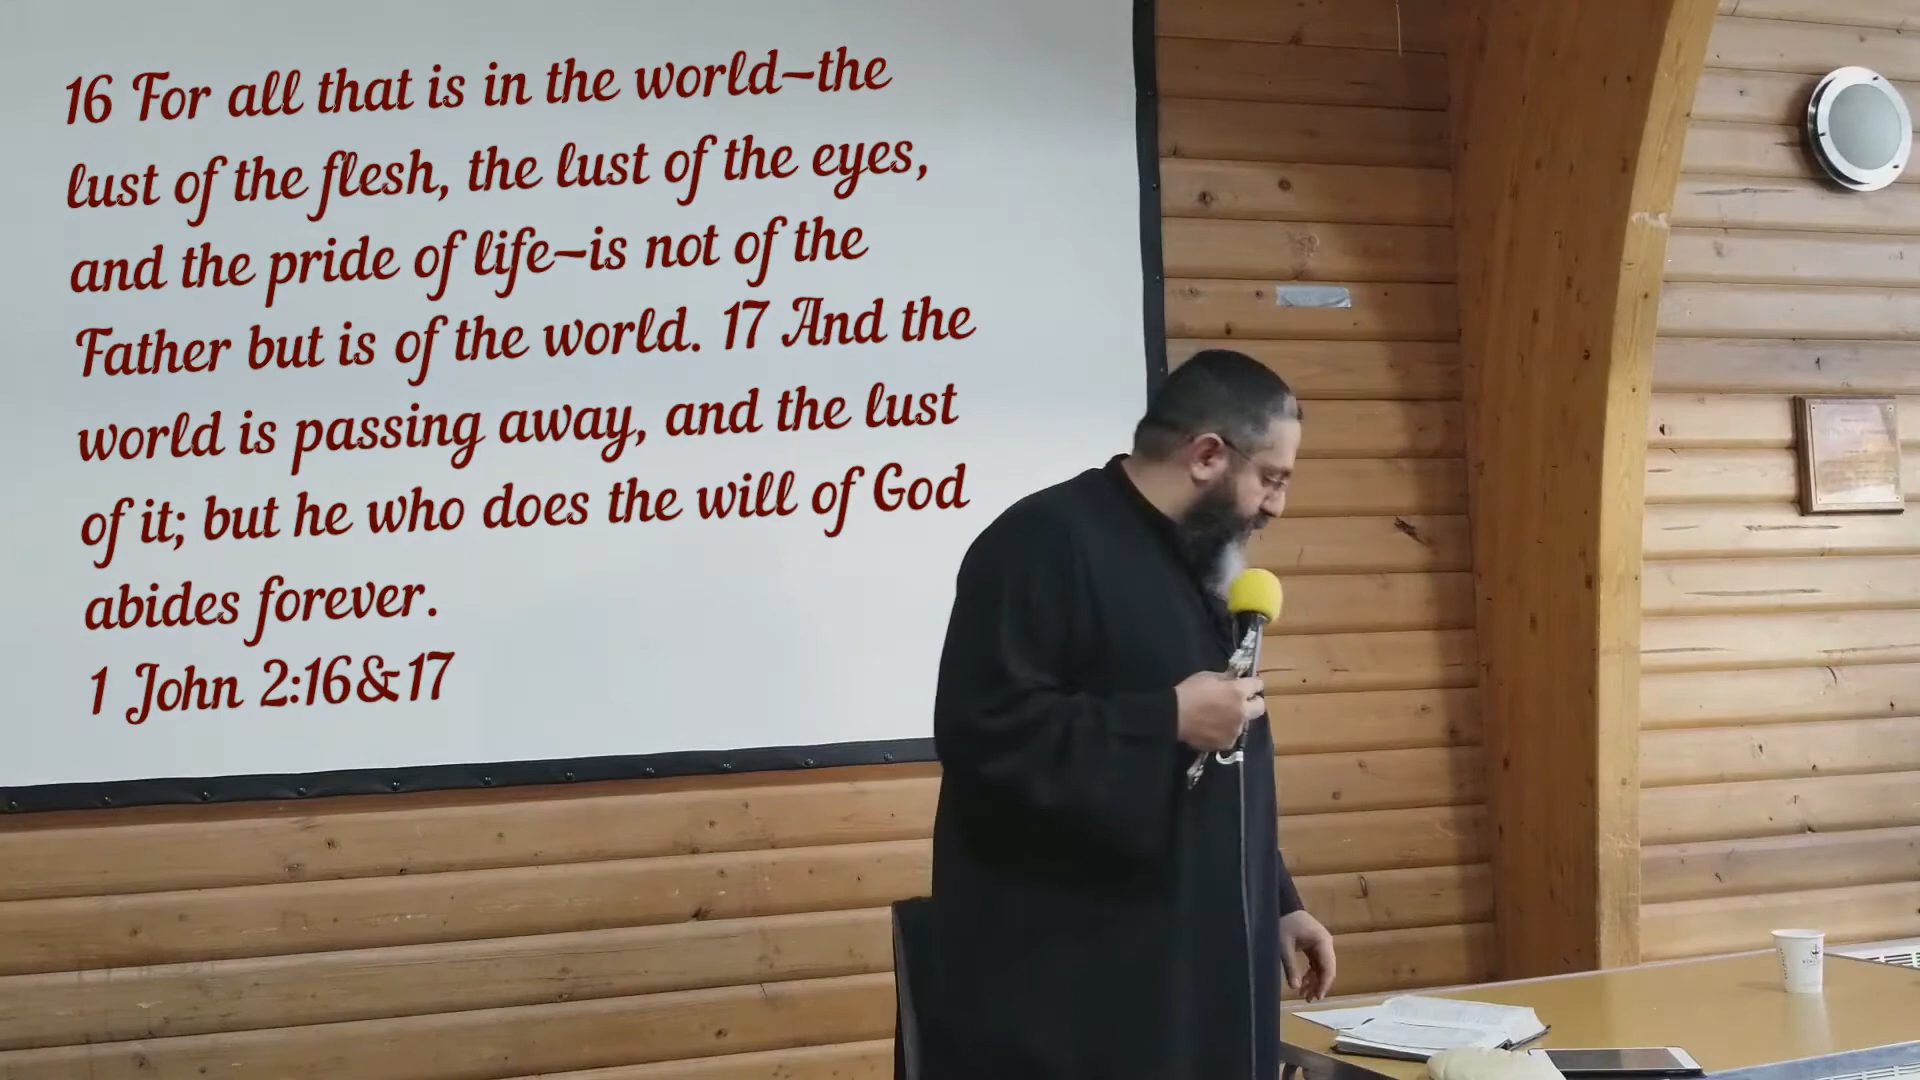 16 For all that is in the world–the
lust of the flesh, the lust of the eyes,
and the pride of life–is not of the
Father but is of the world. 17 And the
world is passing away, and the lust
of it; but he who does the will of God
abides forever.
1 John 2:16&17